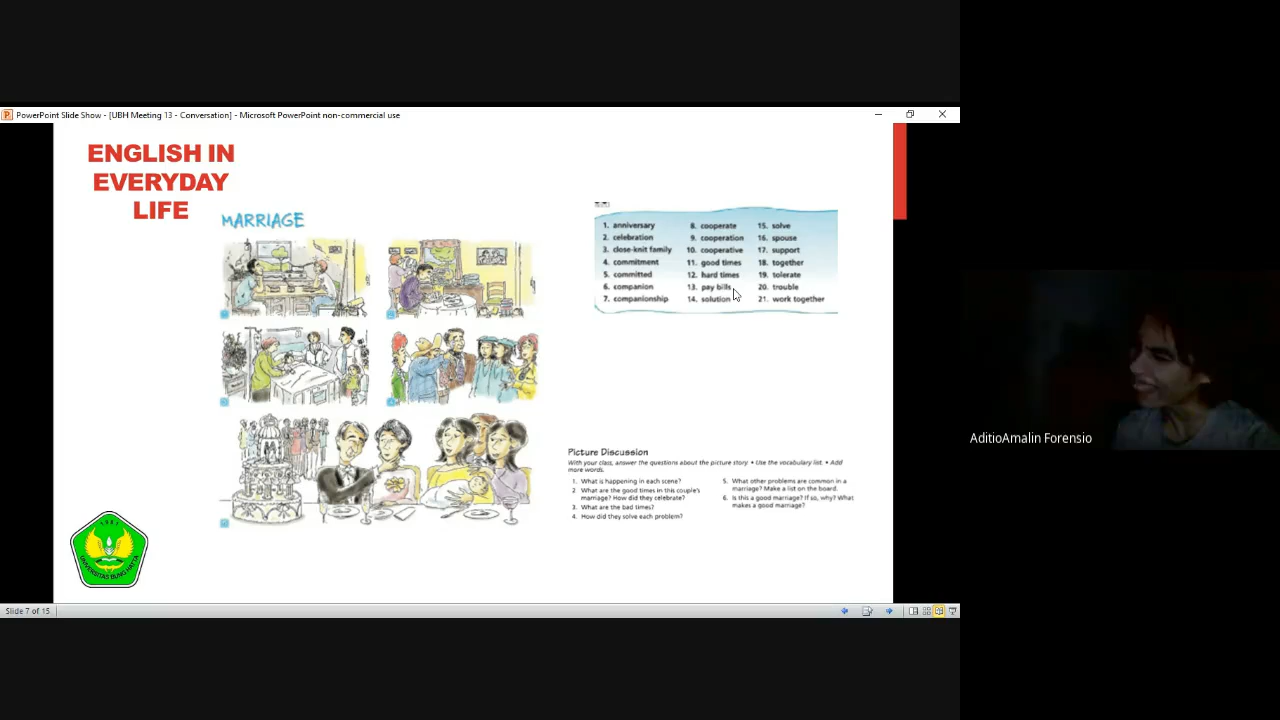 PowerPoint Slide Show - [UBH Meeting 13 - Conversation] - Microsoft PowerPoint non-commercial use
ENGLISH IN
EVERYDAY
LIFE
MARRIAGE
1. anniversary
2. celebration
3. close-knit family
4. commitment
5. committed
6. companion
7. companionship
8. cooperate
9. cooperation
10. cooperative
11. good times
12. hard times
13. pay bills
14. solution
15. solve
16. spouse
17. support
18. together
19. tolerate
20. trouble
21. work together
Picture Discussion
With your class, answer the questions about the picture story. • Use the vocabulary list. • Add
more words.
1. What is happening in each scene?
2 What are the good times in this couple's
marriage? How did they celebrate?
3. What are the bad times?
4. How did they solve each problem?
5. What other problems are common in a
marriage? Make a list on the board.
6. Is this a good marriage? If so, why? What
makes a good marriage?
UNIVERSITAS BUNG HATTA
AditioAmalin Forensio
Slide 7 of 15